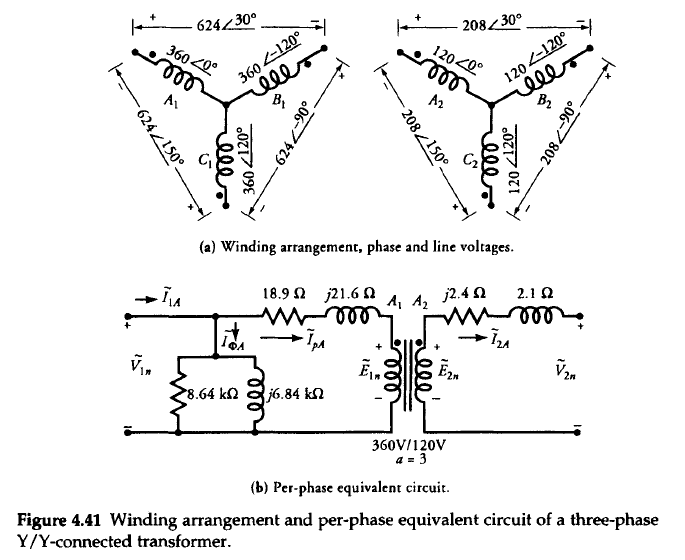 + 624∠30° −
360∠0°
360∠−120°
A₁
B₁
C₁
360∠120°
− 624∠150° +
+ 624∠−90° −
+ 208∠30° −
120∠0°
120∠−120°
A₂
B₂
C₂
120∠120°
− 208∠150° +
+ 208∠−90° −
(a) Winding arrangement, phase and line voltages.
Ĩ1A
18.9 Ω j21.6 Ω A₁ A₂ j2.4 Ω 2.1 Ω
+ ĨΦA ĨpA + + Ĩ2A +
Ṽ1n Ẽ1n Ẽ2n Ṽ2n
8.64 kΩ j6.84 kΩ
− − − −
360V/120V
a = 3
(b) Per-phase equivalent circuit.
Figure 4.41 Winding arrangement and per-phase equivalent circuit of a three-phase
Y/Y-connected transformer.